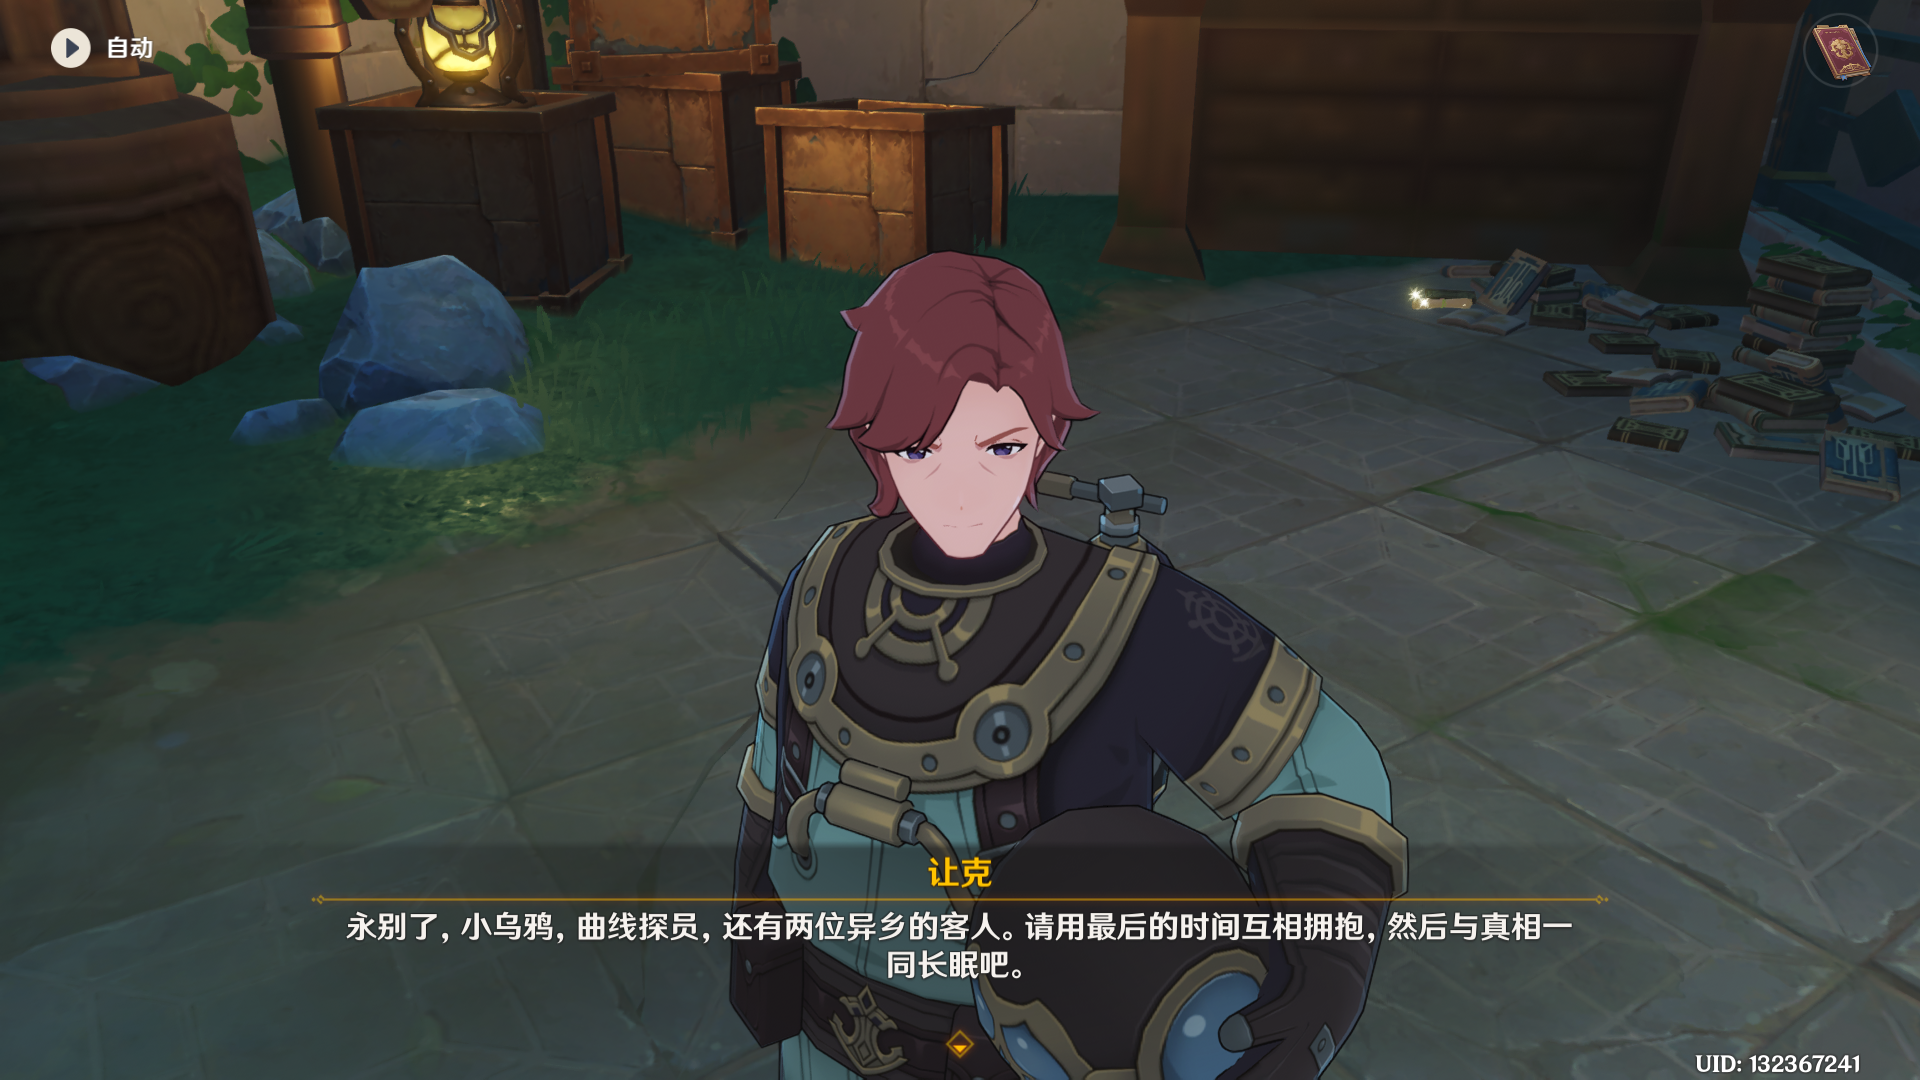 自动
让克
永别了，小乌鸦，曲线探员，还有两位异乡的客人。请用最后的时间互相拥抱，然后与真相一
同长眠吧。
UID: 132367241